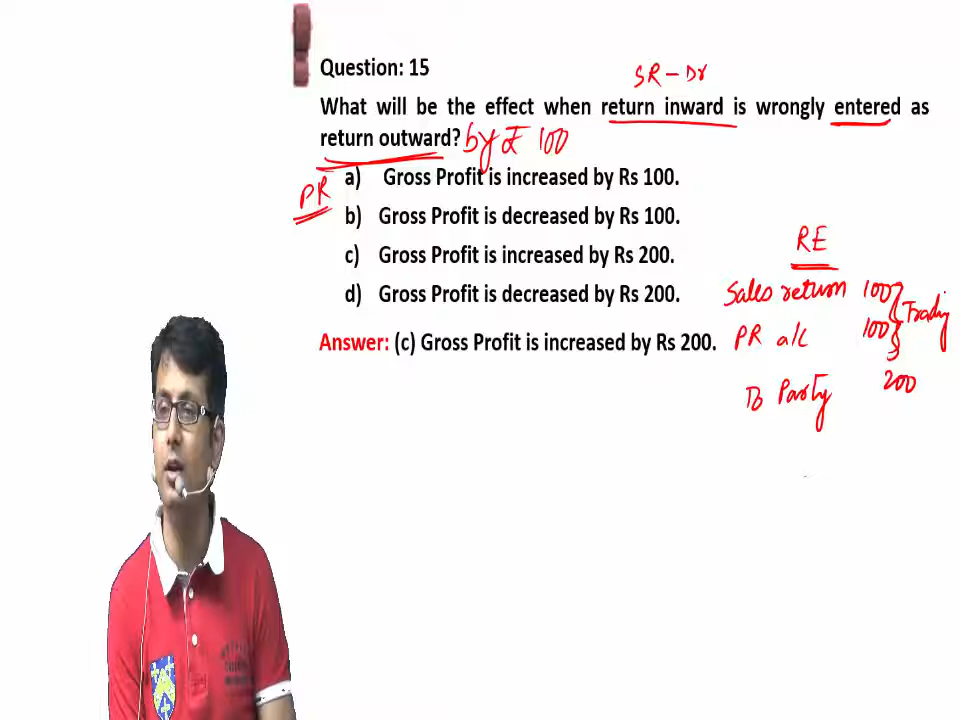 Question: 15
SR - Dr
What will be the effect when return inward is wrongly entered as
return outward? by ₹ 100
PR
a) Gross Profit is increased by Rs 100.
b) Gross Profit is decreased by Rs 100.
RE
c) Gross Profit is increased by Rs 200.
d) Gross Profit is decreased by Rs 200.
Sales return 100
Trading
Answer: (c) Gross Profit is increased by Rs 200.
PR a/c 100
200
To Party